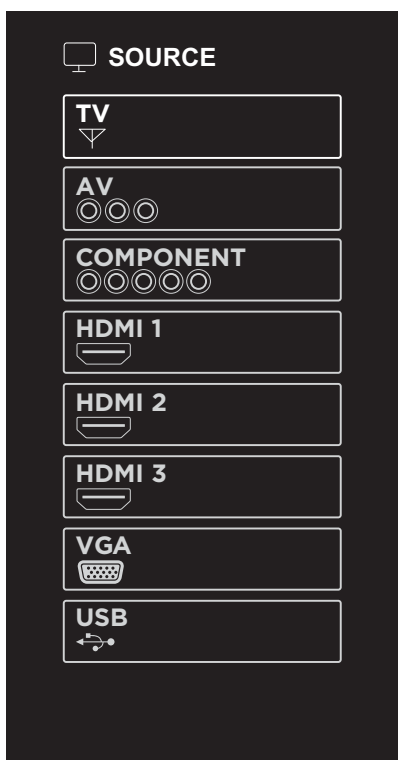 SOURCE
TV
AV
COMPONENT
HDMI 1
HDMI 2
HDMI 3
VGA
USB